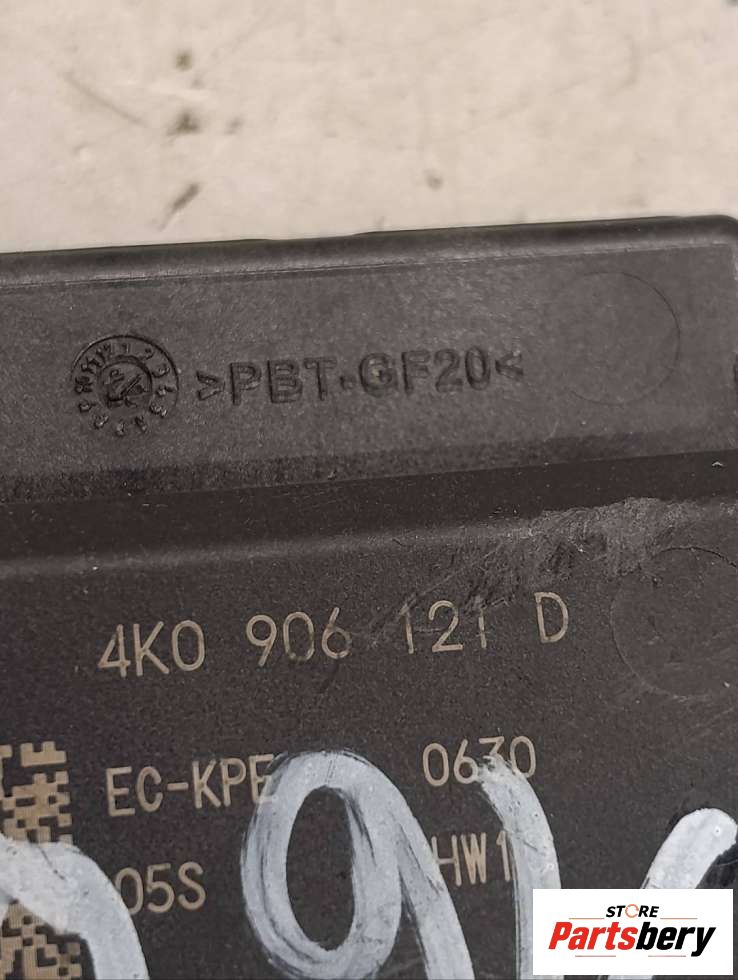 >PBT-GF20<
4K0 906 121 D
EC-KPE 0630
05S HW1
STORE
Partsbery